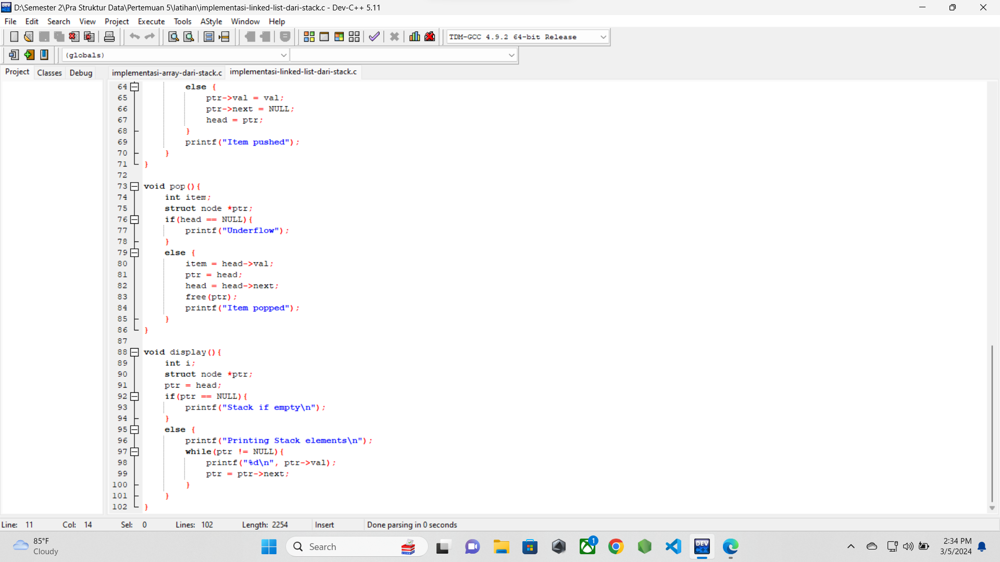 D:\Semester 2\Pra Struktur Data\Pertemuan 5\latihan\implementasi-linked-list-dari-stack.c - Dev-C++ 5.11
File Edit Search View Project Execute Tools AStyle Window Help
TDM-GCC 4.9.2 64-bit Release
(globals)
Project Classes Debug implementasi-array-dari-stack.c implementasi-linked-list-dari-stack.c
64 else {
65 ptr->val = val;
66 ptr->next = NULL;
67 head = ptr;
68 }
69 printf("Item pushed");
70 }
71 }
72
73 void pop(){
74 int item;
75 struct node *ptr;
76 if(head == NULL){
77 printf("Underflow");
78 }
79 else {
80 item = head->val;
81 ptr = head;
82 head = head->next;
83 free(ptr);
84 printf("Item popped");
85 }
86 }
87
88 void display(){
89 int i;
90 struct node *ptr;
91 ptr = head;
92 if(ptr == NULL){
93 printf("Stack if empty\n");
94 }
95 else {
96 printf("Printing Stack elements\n");
97 while(ptr != NULL){
98 printf("%d\n", ptr->val);
99 ptr = ptr->next;
100 }
101 }
102 }
Line: 11 Col: 14 Sel: 0 Lines: 102 Length: 2254 Insert Done parsing in 0 seconds
85°F
Cloudy
Search
1
DEV
C++
2:34 PM
3/5/2024